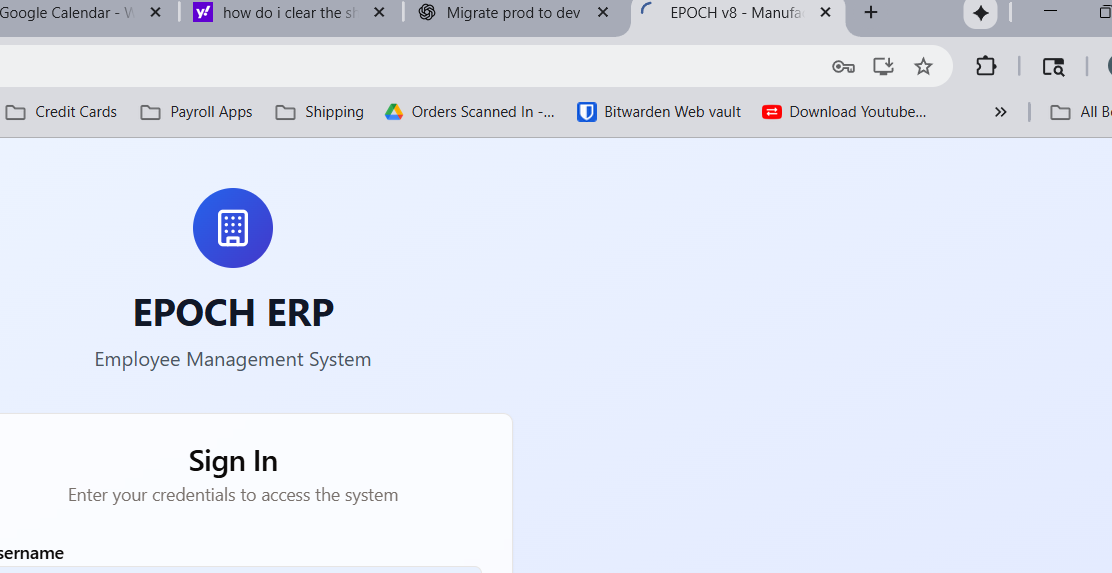 Google Calendar - W
how do i clear the sh
Migrate prod to dev
EPOCH v8 - Manufa
Credit Cards
Payroll Apps
Shipping
Orders Scanned In -...
Bitwarden Web vault
Download Youtube...
All Bo
EPOCH ERP
Employee Management System
Sign In
Enter your credentials to access the system
sername